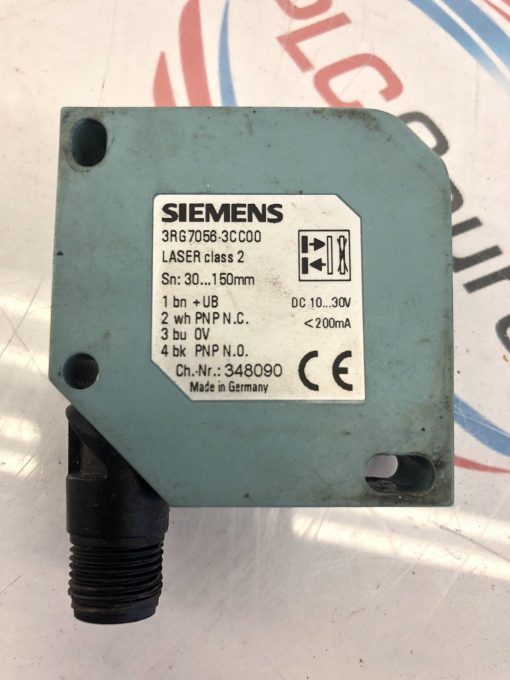 PLCSource
SIEMENS
3RG7056-3CC00
LASER class 2
Sn: 30...150mm
1 bn +UB DC 10...30V
2 wh PNP N.C. <200mA
3 bu 0V
4 bk PNP N.O.
Ch.-Nr.: 348090 CE
Made in Germany